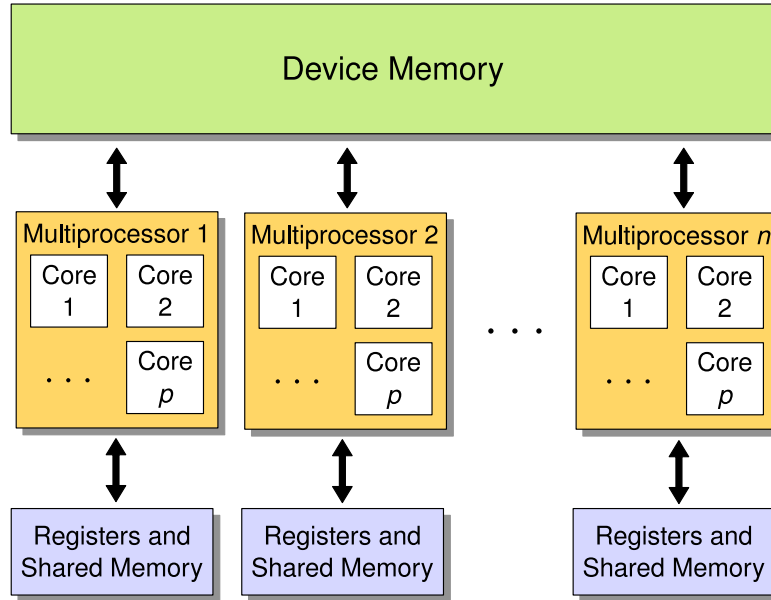 Device Memory
Multiprocessor 1
Core
1
Core
2
. . .
Core
p
Multiprocessor 2
Core
1
Core
2
. . .
Core
p
. . .
Multiprocessor n
Core
1
Core
2
. . .
Core
p
Registers and
Shared Memory
Registers and
Shared Memory
Registers and
Shared Memory